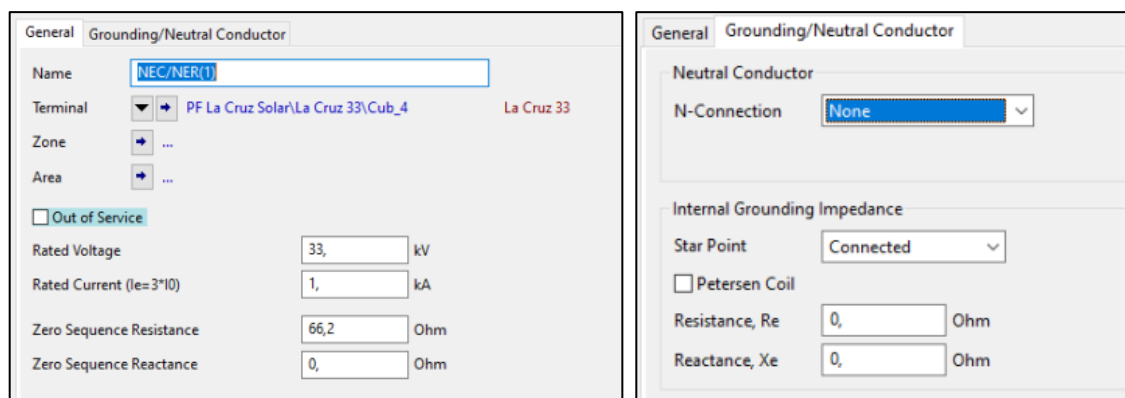 General Grounding/Neutral Conductor
Name NEC/NER(1)
Terminal PF La Cruz Solar\La Cruz 33\Cub_4 La Cruz 33
Zone ...
Area ...
Out of Service
Rated Voltage 33, kV
Rated Current (Ie=3*I0) 1, kA
Zero Sequence Resistance 66,2 Ohm
Zero Sequence Reactance 0, Ohm
General Grounding/Neutral Conductor
Neutral Conductor
N-Connection None
Internal Grounding Impedance
Star Point Connected
Petersen Coil
Resistance, Re 0, Ohm
Reactance, Xe 0, Ohm